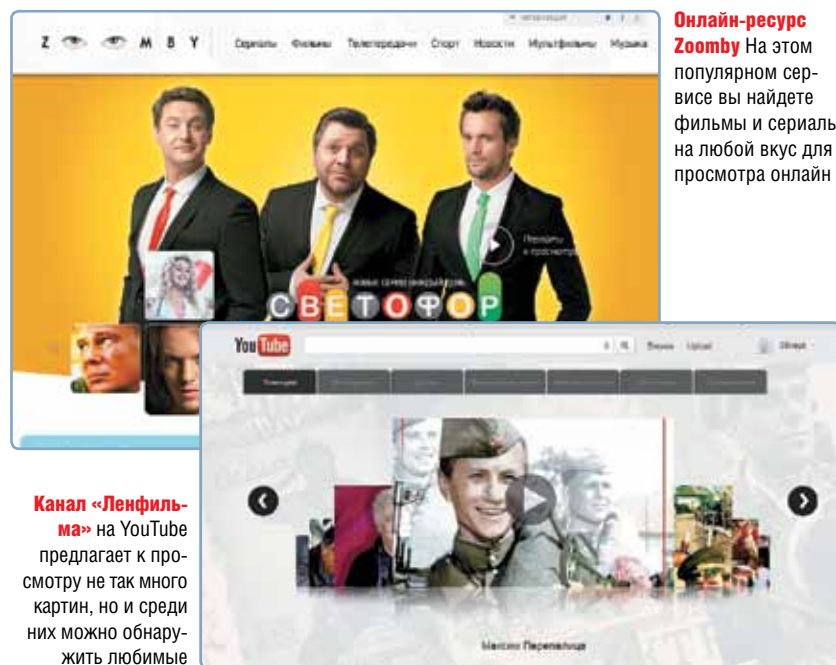 Онлайн-ресурс
Zoomby На этом
популярном сер-
висе вы найдете
фильмы и сериалы
на любой вкус для
просмотра онлайн
Z MBY
Сериалы Фильмы Телепередачи Спорт Новости Мультфильмы Музыка
СВЕТОФОР
YouTube
Upload
Максим Перепелица
Канал «Ленфиль-
ма» на YouTube
предлагает к про-
смотру не так много
картин, но и среди
них можно обнару-
жить любимые